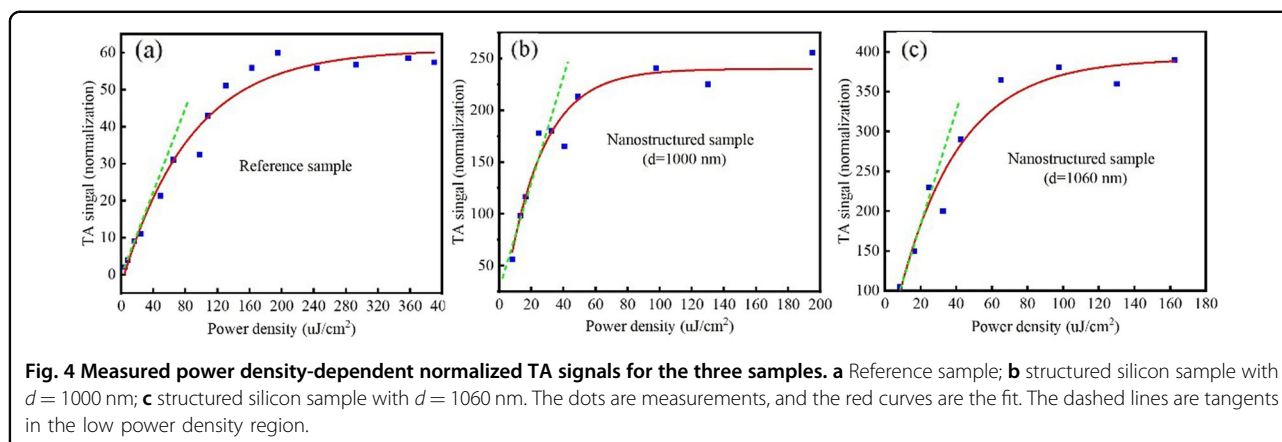 (a)
TA singal (normalization)
60
50
40
30
20
10
0
Reference sample
0 40 80 120 160 200 240 280 320 360 40
Power density (uJ/cm²)
(b)
TA singal (normalization)
250
200
150
100
50
Nanostructured sample
(d=1000 nm)
0 20 40 60 80 100 120 140 160 180 200
Power density (uJ/cm²)
(c)
TA singal (normalization)
400
350
300
250
200
150
100
Nanostructured sample
(d=1060 nm)
0 20 40 60 80 100 120 140 160 180
Power density (uJ/cm²)
Fig. 4 Measured power density-dependent normalized TA signals for the three samples. a Reference sample; b structured silicon sample with
d = 1000 nm; c structured silicon sample with d = 1060 nm. The dots are measurements, and the red curves are the fit. The dashed lines are tangents
in the low power density region.